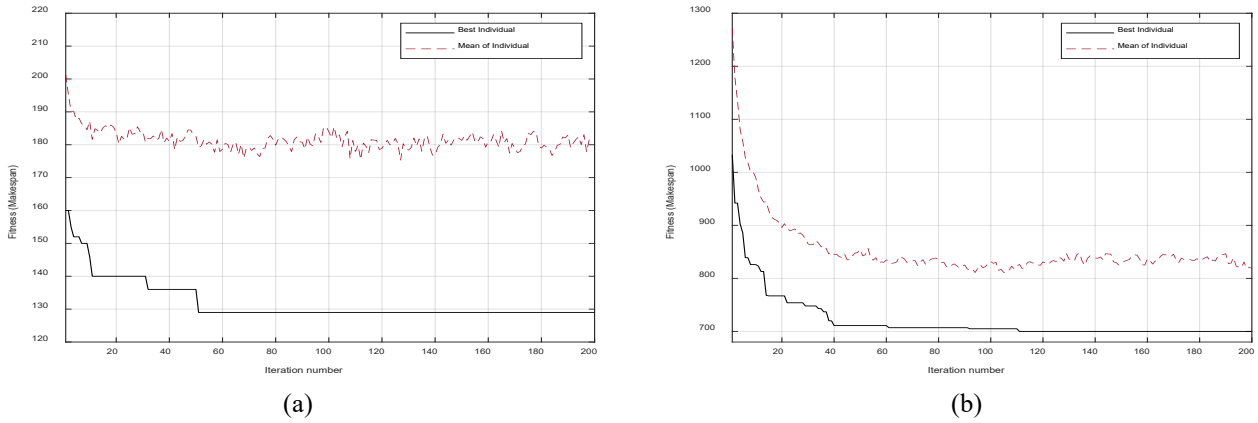 220
210
200
190
180
170
160
150
140
130
120
Fitness (Makespan)
Best Individual
Mean of Individual
20 40 60 80 100 120 140 160 180 200
Iteration number
(a)
1300
1200
1100
1000
900
800
700
Fitness (Makespan)
Best Individual
Mean of Individual
20 40 60 80 100 120 140 160 180 200
Iteration number
(b)